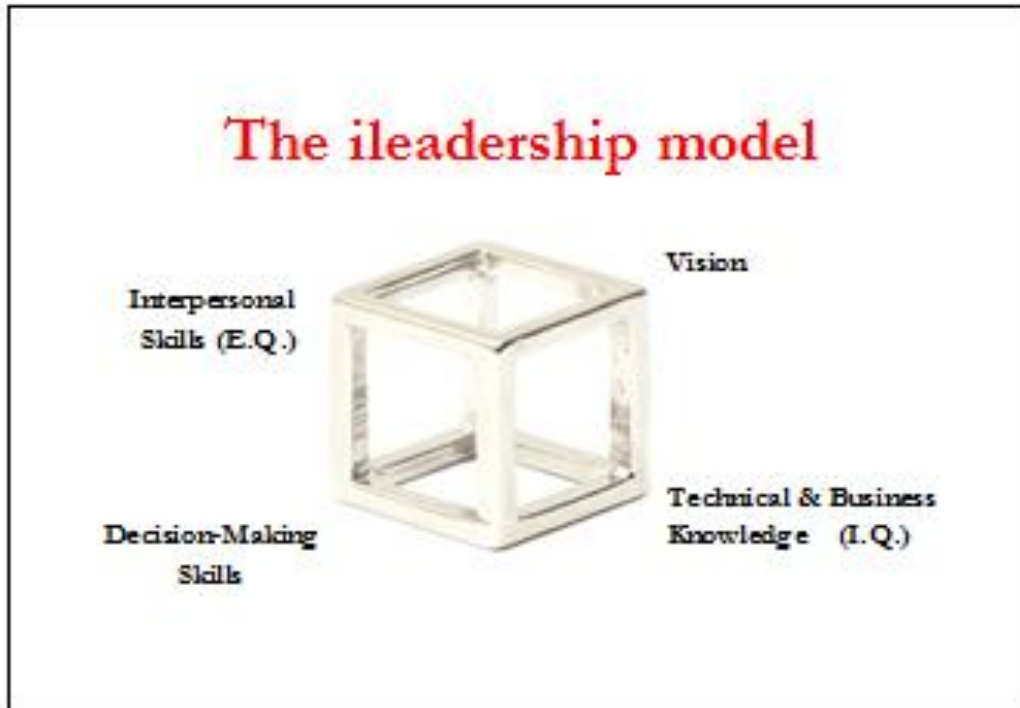 The ileadership model
Vision
Interpersonal
Skills (E.Q.)
Technical & Business
Knowledge (I.Q.)
Decision-Making
Skills